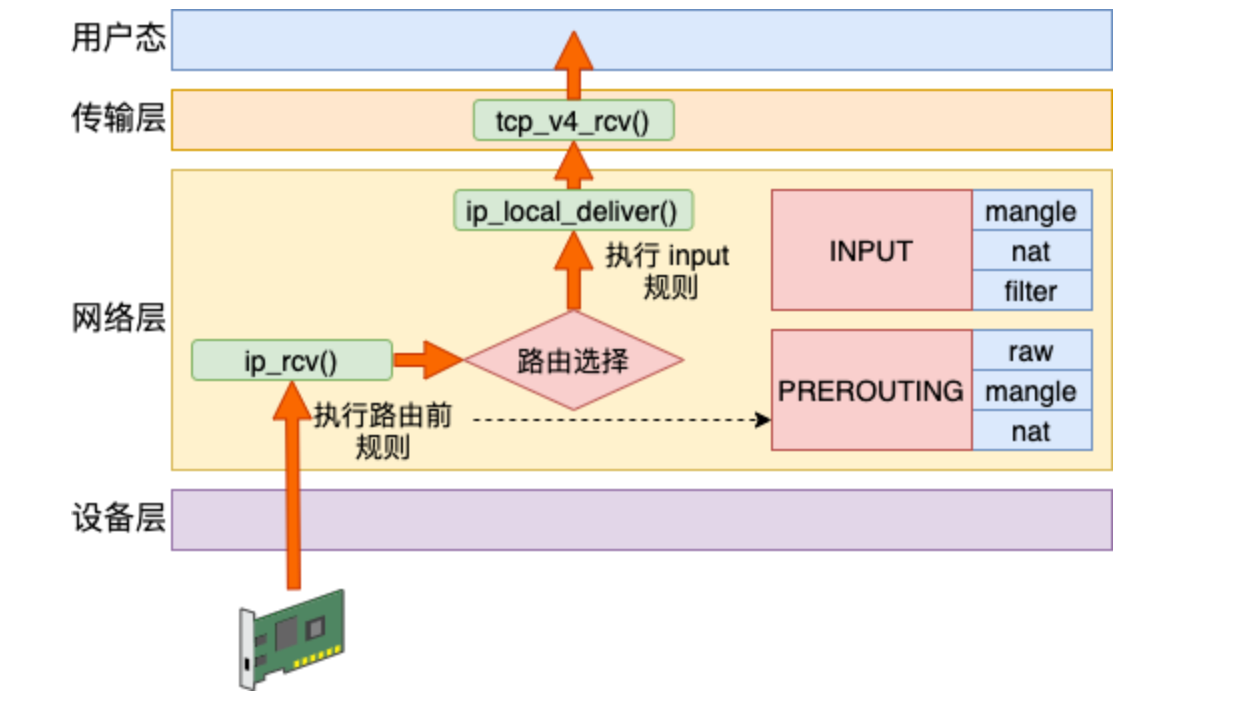 用户态
传输层
tcp_v4_rcv()
网络层
ip_local_deliver()
执行 input
规则
ip_rcv()
路由选择
执行路由前
规则
INPUT
mangle
nat
filter
PREROUTING
raw
mangle
nat
设备层